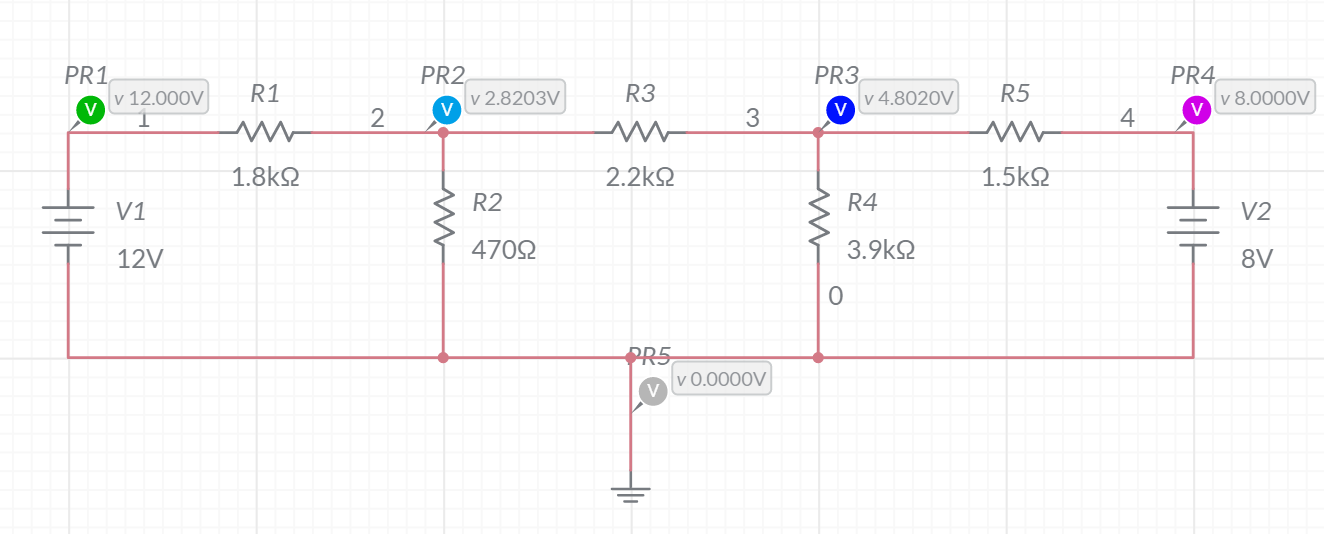 PR1
v 12.000V
V
1
R1
1.8kΩ
2
PR2
v 2.8203V
V
R3
2.2kΩ
3
PR3
v 4.8020V
V
R5
1.5kΩ
4
PR4
v 8.0000V
V
V1
12V
R2
470Ω
R4
3.9kΩ
0
V2
8V
PR5
v 0.0000V
V